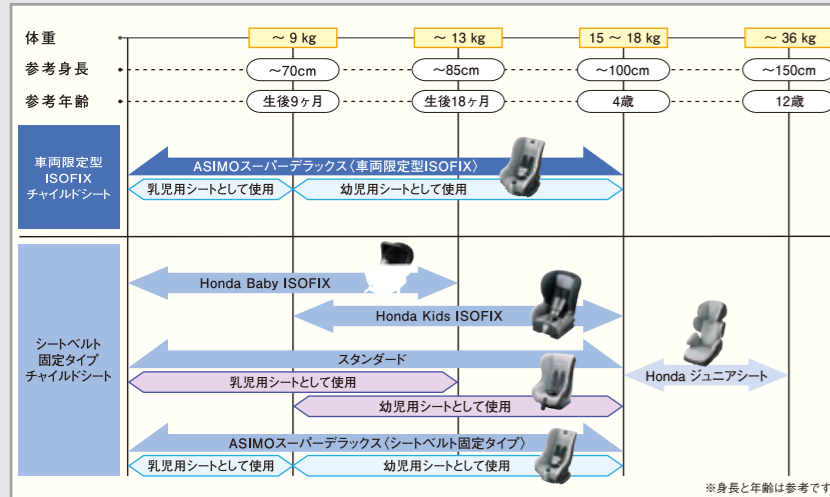 体重 ～9kg ～13kg 15～18kg ～36kg
参考身長 ～70cm ～85cm ～100cm ～150cm
参考年齢 生後9ヶ月 生後18ヶ月 4歳 12歳
車両限定型
ISOFIX
チャイルドシート
ASIMOスーパーデラックス〈車両限定型ISOFIX〉
乳児用シートとして使用 幼児用シートとして使用
シートベルト
固定タイプ
チャイルドシート
Honda Baby ISOFIX
Honda Kids ISOFIX
スタンダード
乳児用シートとして使用
幼児用シートとして使用
Honda ジュニアシート
ASIMOスーパーデラックス〈シートベルト固定タイプ〉
乳児用シートとして使用 幼児用シートとして使用
※身長と年齢は参考です